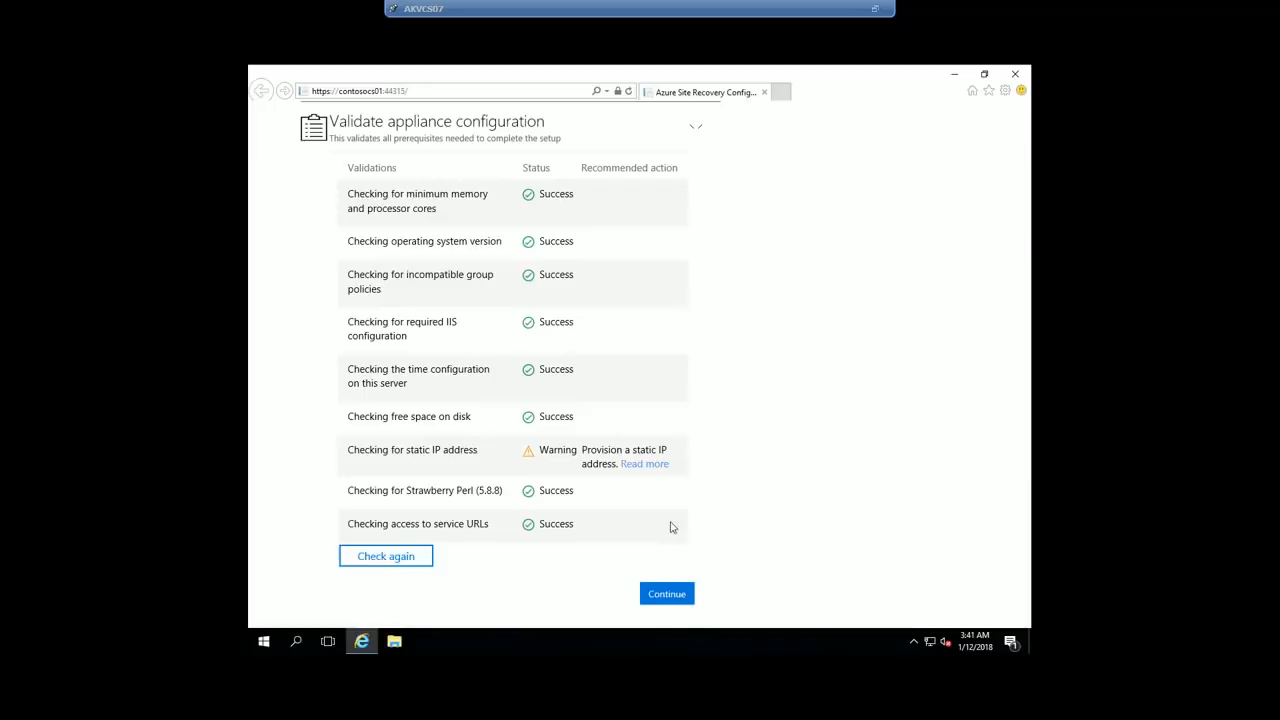 AKVCS07
https://contosocs01:44315/
Azure Site Recovery Config...
Validate appliance configuration
This validates all prerequisites needed to complete the setup
Validations Status Recommended action
Checking for minimum memory
and processor cores
Success
Checking operating system version
Success
Checking for incompatible group
policies
Success
Checking for required IIS
configuration
Success
Checking the time configuration
on this server
Success
Checking free space on disk
Success
Checking for static IP address
Warning
Provision a static IP
address. Read more
Checking for Strawberry Perl (5.8.8)
Success
Checking access to service URLs
Success
Check again
Continue
3:41 AM
1/12/2018
1